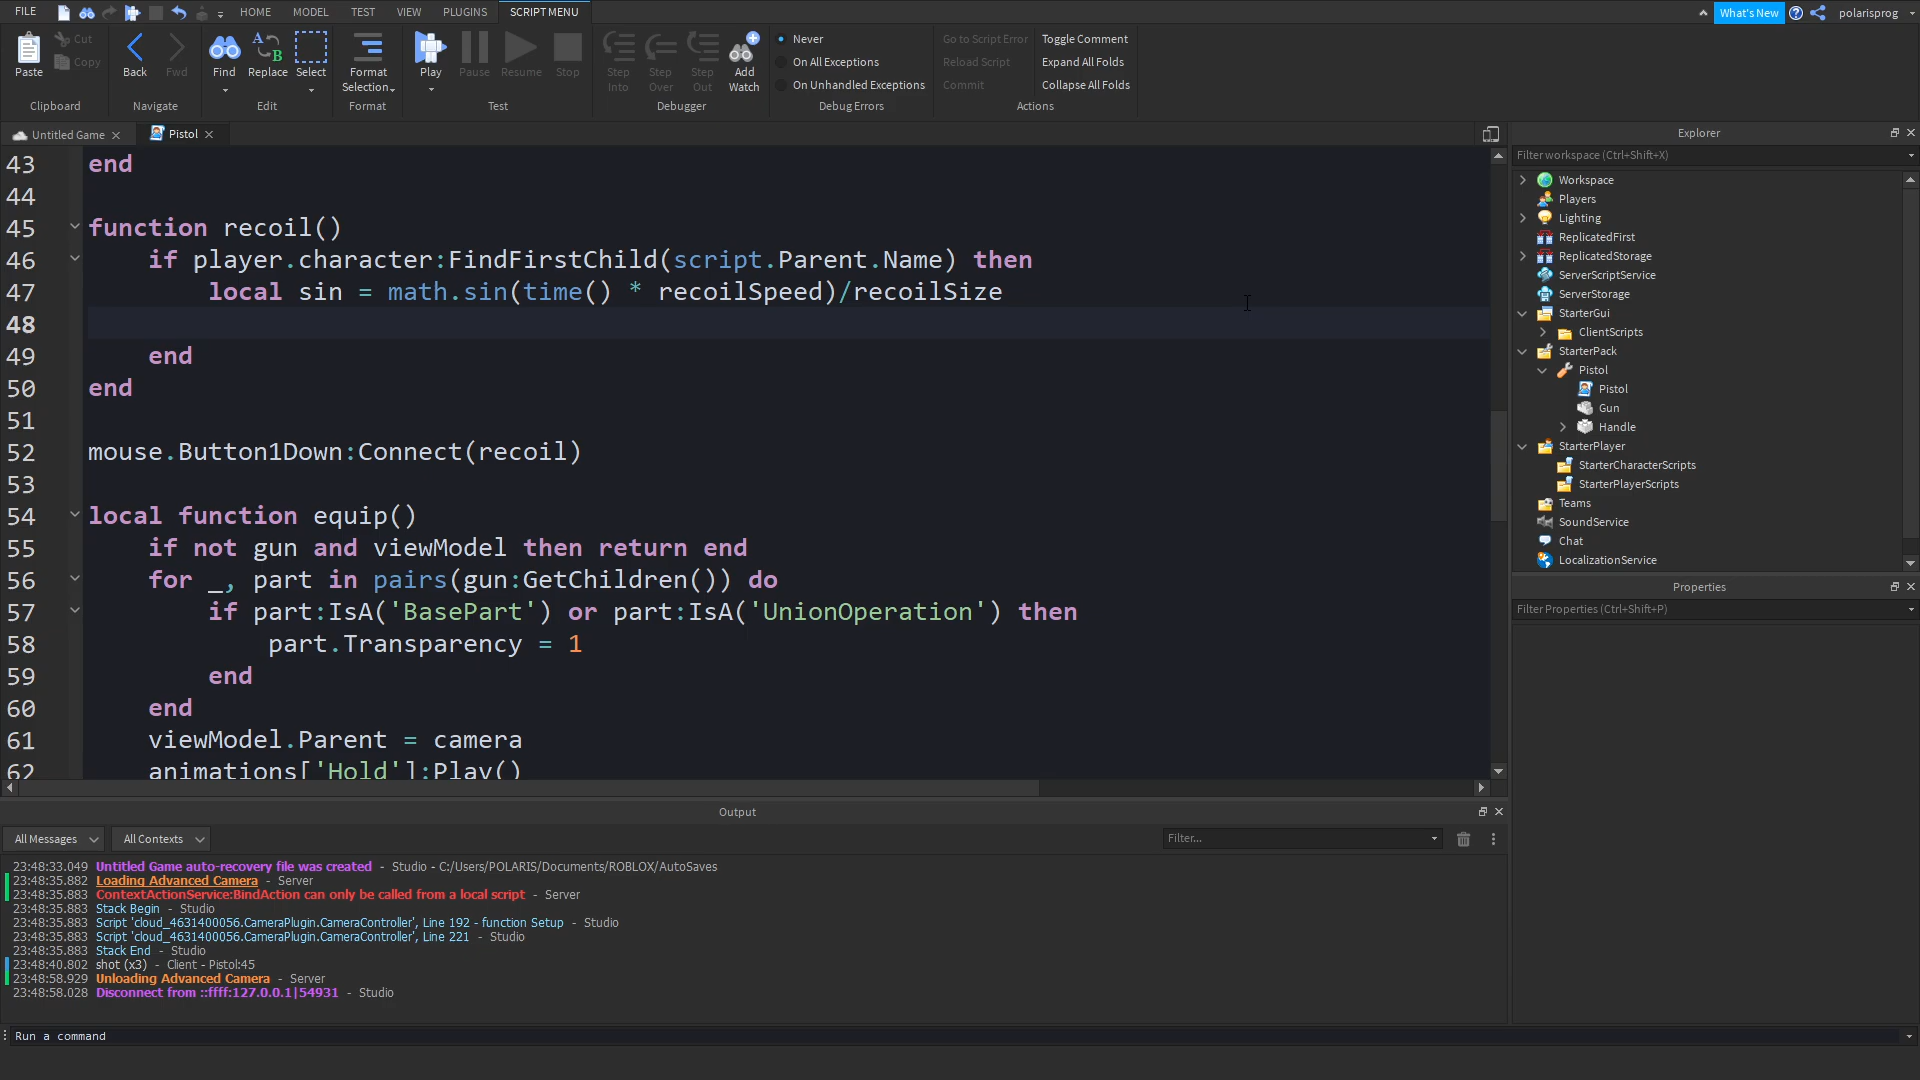 FILE
HOME
MODEL
TEST
VIEW
PLUGINS
SCRIPT MENU
What's New
polarisprog
Paste
Cut
Copy
Clipboard
Back
Fwd
Navigate
Find
Replace
Select
Edit
Format
Selection
Format
Play
Pause
Resume
Stop
Test
Step
Into
Step
Over
Step
Out
Add
Watch
Debugger
Never
On All Exceptions
On Unhandled Exceptions
Debug Errors
Go to Script Error
Reload Script
Commit
Toggle Comment
Expand All Folds
Collapse All Folds
Actions
Untitled Game
Pistol
43 end
44
45 function recoil()
46 if player.character:FindFirstChild(script.Parent.Name) then
47 local sin = math.sin(time() * recoilSpeed)/recoilSize
48
49 end
50 end
51
52 mouse.Button1Down:Connect(recoil)
53
54 local function equip()
55 if not gun and viewModel then return end
56 for _, part in pairs(gun:GetChildren()) do
57 if part:IsA('BasePart') or part:IsA('UnionOperation') then
58 part.Transparency = 1
59 end
60 end
61 viewModel.Parent = camera
62 animations['Hold']:Play()
Explorer
Filter workspace (Ctrl+Shift+X)
Workspace
Players
Lighting
ReplicatedFirst
ReplicatedStorage
ServerScriptService
ServerStorage
StarterGui
ClientScripts
StarterPack
Pistol
Pistol
Gun
Handle
StarterPlayer
StarterCharacterScripts
StarterPlayerScripts
Teams
SoundService
Chat
LocalizationService
Properties
Filter Properties (Ctrl+Shift+P)
Output
All Messages
All Contexts
Filter...
23:48:33.049 Untitled Game auto-recovery file was created - Studio - C:/Users/POLARIS/Documents/ROBLOX/AutoSaves
23:48:35.882 Loading Advanced Camera - Server
23:48:35.883 ContextActionService:BindAction can only be called from a local script - Server
23:48:35.883 Stack Begin - Studio
23:48:35.883 Script 'cloud_4631400056.CameraPlugin.CameraController', Line 192 - function Setup - Studio
23:48:35.883 Script 'cloud_4631400056.CameraPlugin.CameraController', Line 221 - Studio
23:48:35.883 Stack End - Studio
23:48:40.802 shot (x3) - Client - Pistol:45
23:48:58.929 Unloading Advanced Camera - Server
23:48:58.028 Disconnect from ::ffff:127.0.0.1|54931 - Studio
Run a command